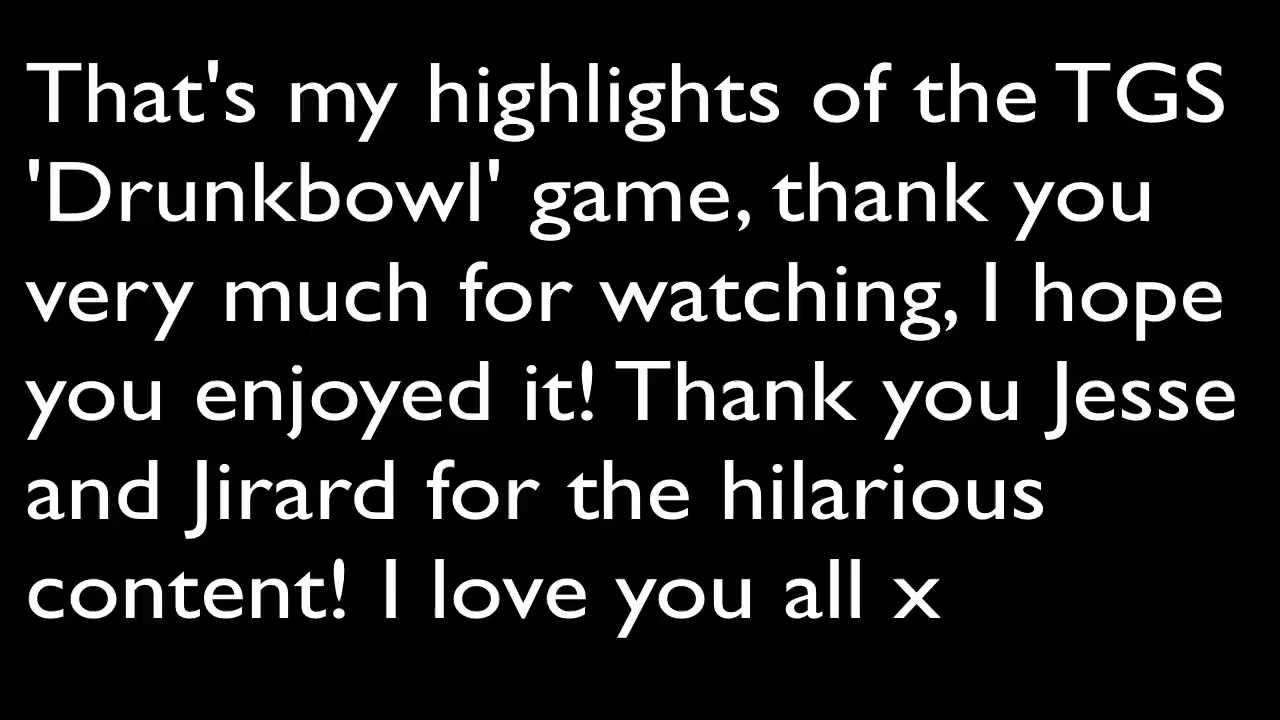 That's my highlights of the TGS
'Drunkbowl' game, thank you
very much for watching, I hope
you enjoyed it! Thank you Jesse
and Jirard for the hilarious
content! I love you all x